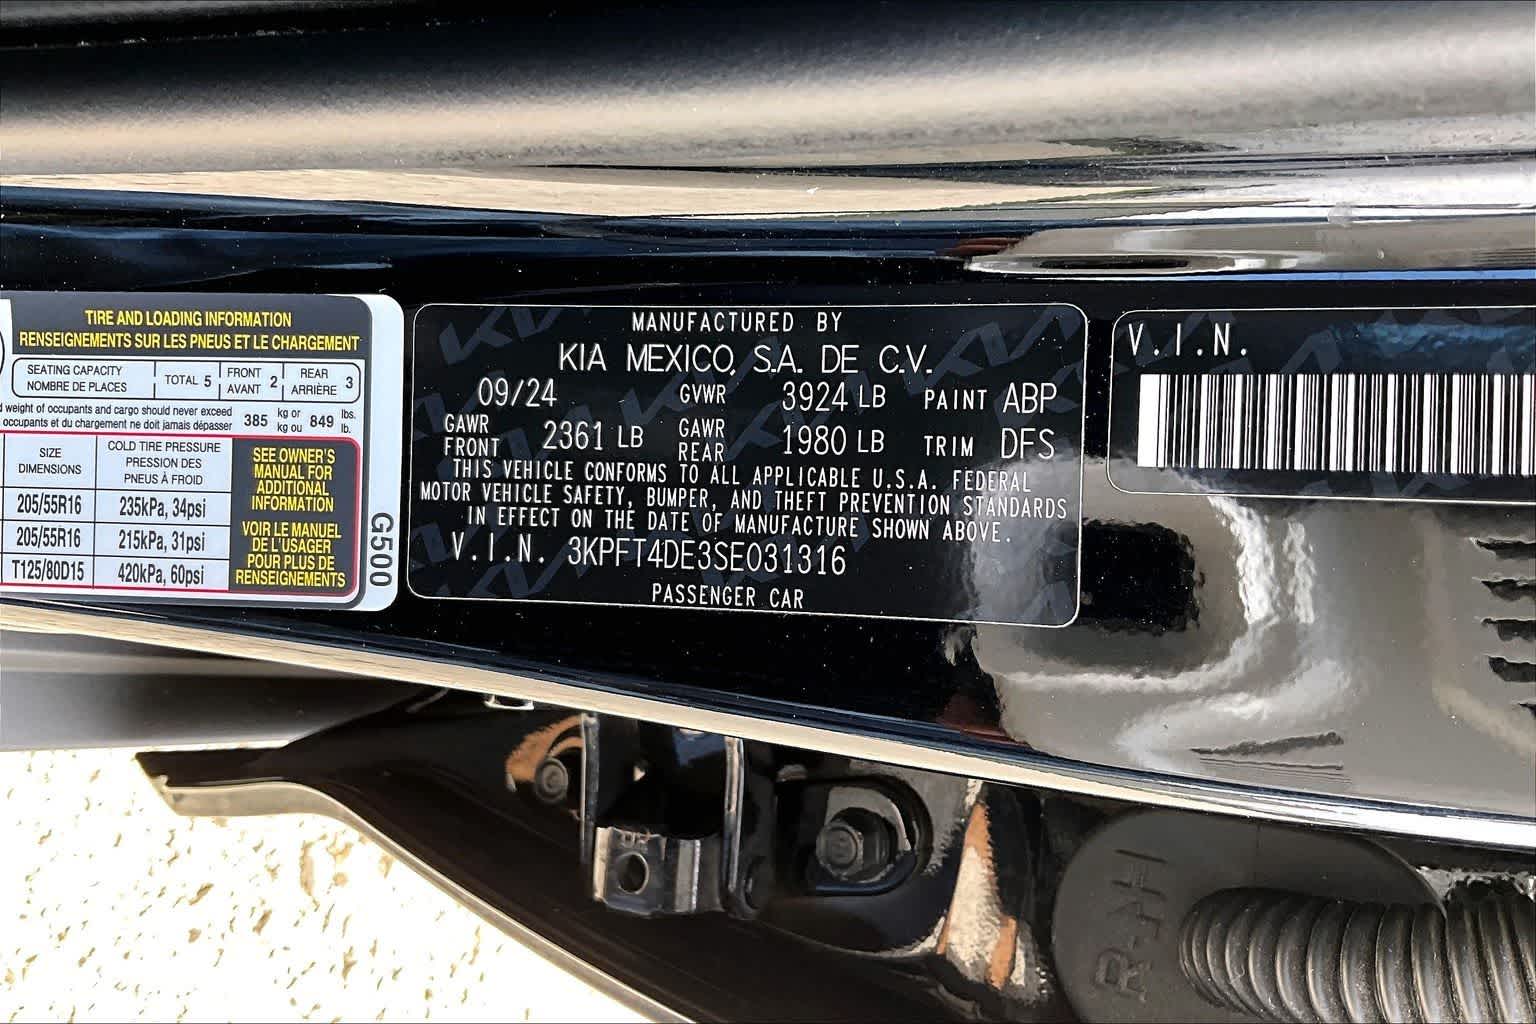 TIRE AND LOADING INFORMATION
RENSEIGNEMENTS SUR LES PNEUS ET LE CHARGEMENT
SEATING CAPACITY
NOMBRE DE PLACES
TOTAL 5
FRONT
AVANT 2
REAR
ARRIÈRE 3
d weight of occupants and cargo should never exceed
occupants et du chargement ne doit jamais dépasser
385 kg or
kg ou
849 lbs.
lb.
SIZE
DIMENSIONS
COLD TIRE PRESSURE
PRESSION DES
PNEUS À FROID
205/55R16 235kPa, 34psi
205/55R16 215kPa, 31psi
T125/80D15 420kPa, 60psi
SEE OWNER'S
MANUAL FOR
ADDITIONAL
INFORMATION
VOIR LE MANUEL
DE L'USAGER
POUR PLUS DE
RENSEIGNEMENTS
G500
MANUFACTURED BY
KIA MEXICO, S.A. DE C.V.
09/24 GVWR 3924 LB PAINT ABP
GAWR
FRONT 2361 LB GAWR
REAR 1980 LB TRIM DFS
THIS VEHICLE CONFORMS TO ALL APPLICABLE U.S.A. FEDERAL
MOTOR VEHICLE SAFETY, BUMPER, AND THEFT PREVENTION STANDARDS
IN EFFECT ON THE DATE OF MANUFACTURE SHOWN ABOVE.
V.I.N. 3KPFT4DE3SE031316
PASSENGER CAR
V.I.N.
R-H